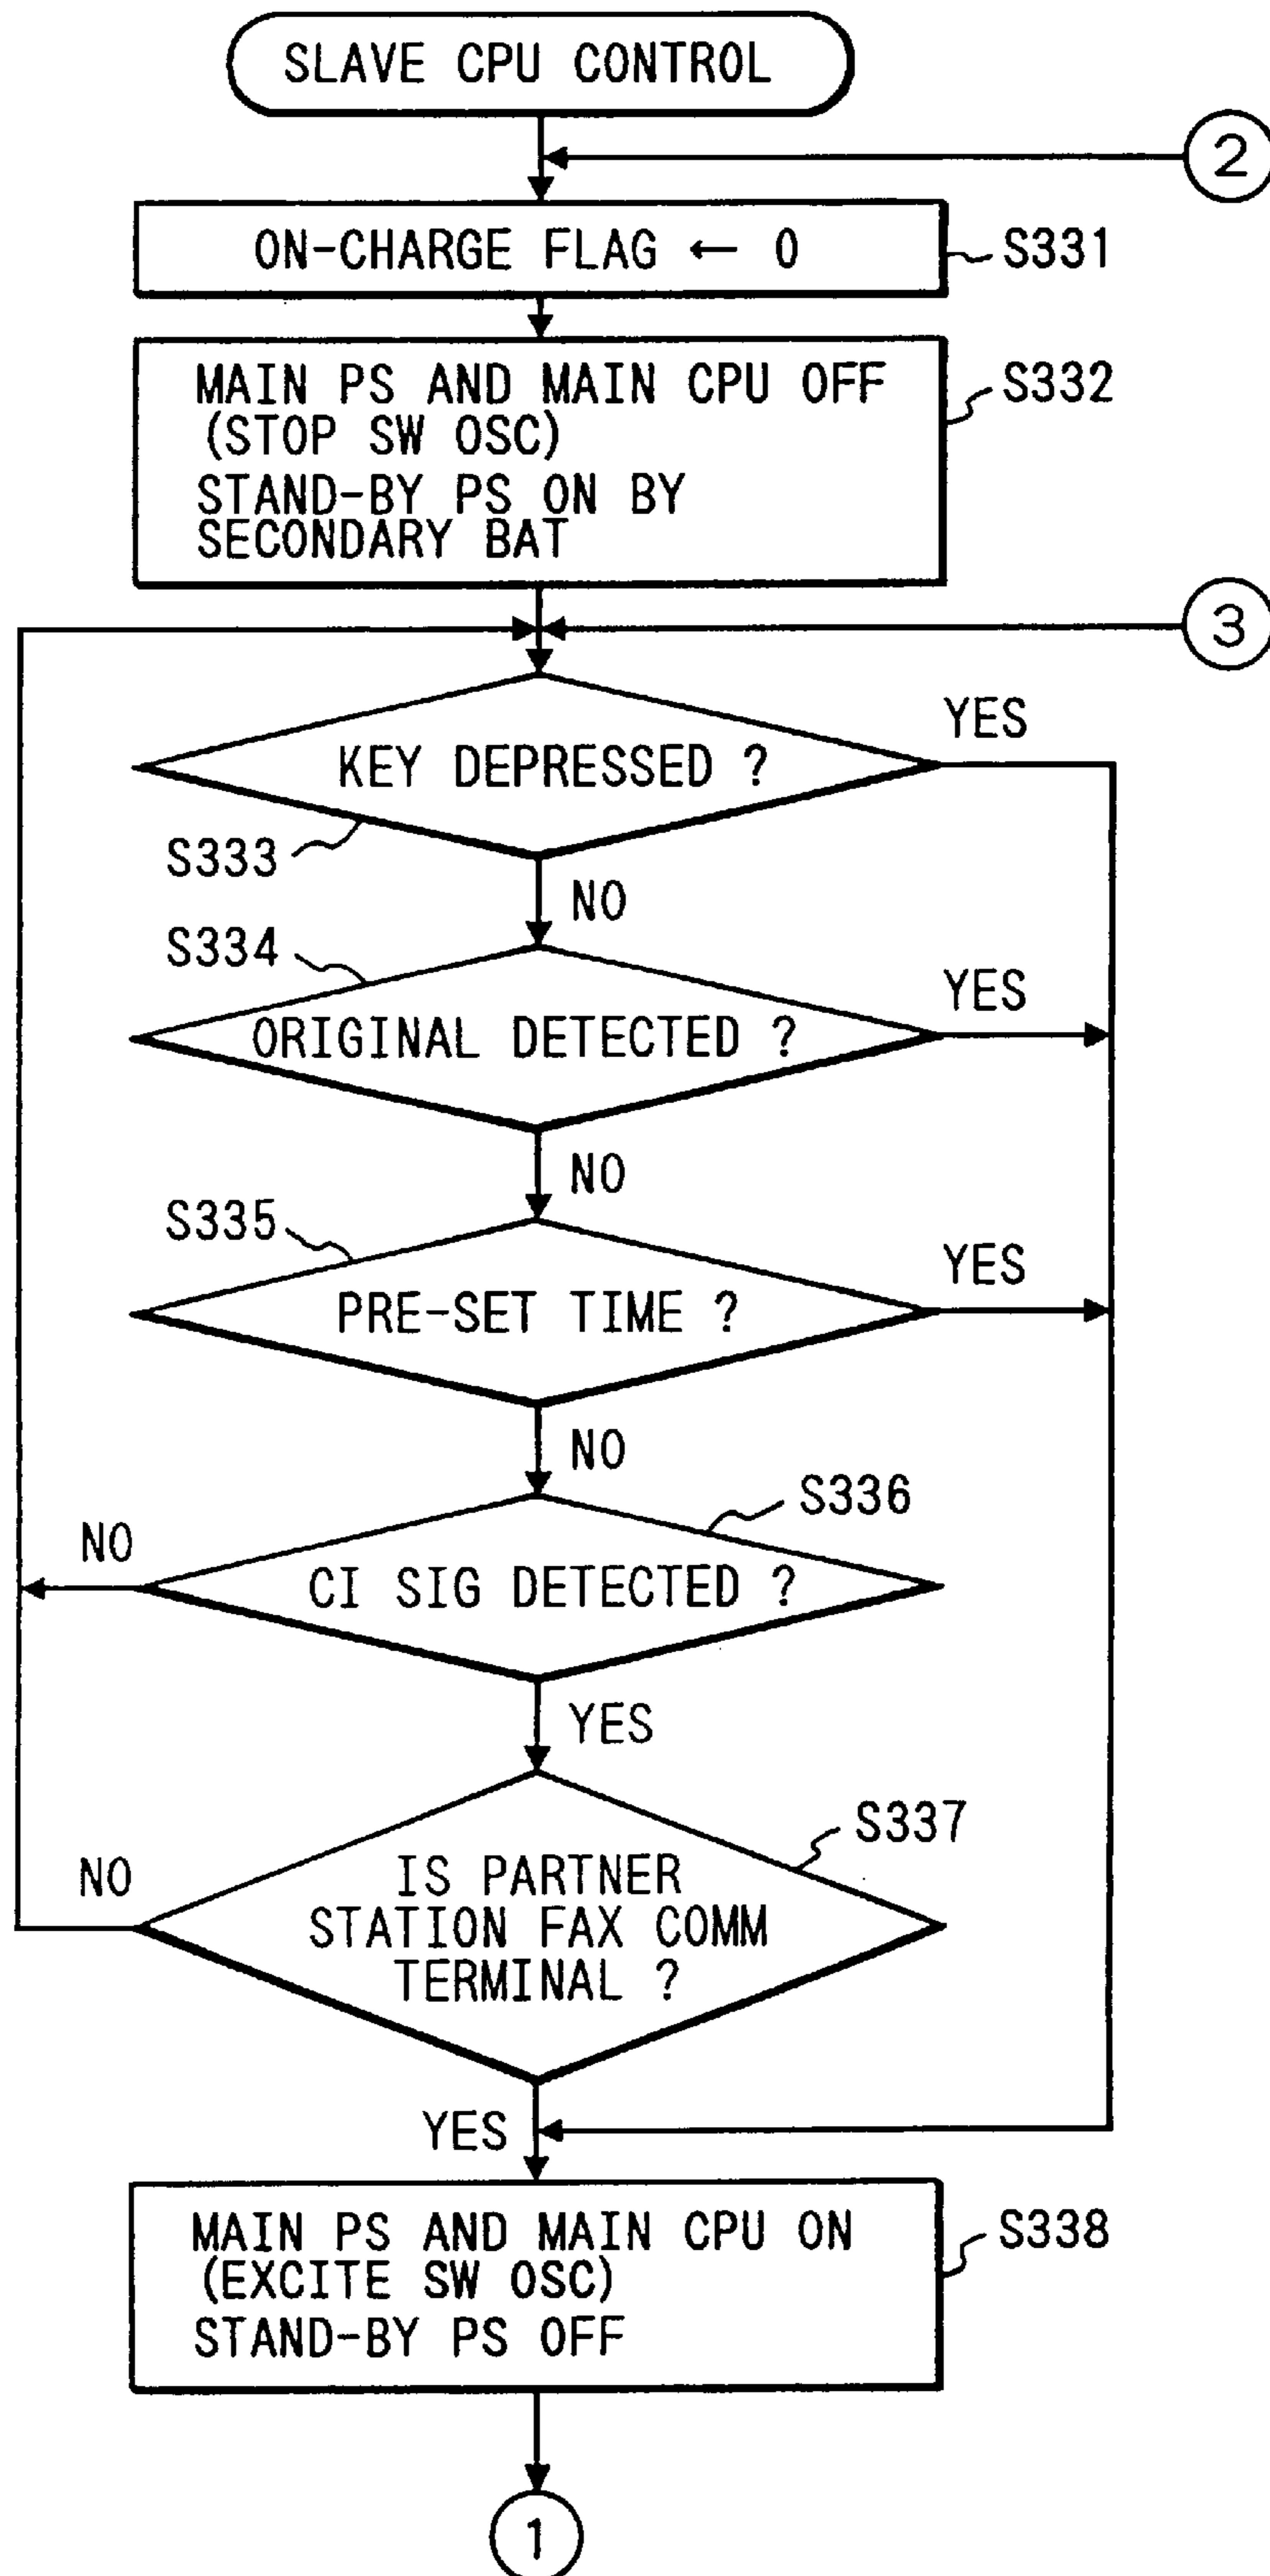 SLAVE CPU CONTROL
2
ON-CHARGE FLAG ← 0
S331
MAIN PS AND MAIN CPU OFF
(STOP SW OSC)
STAND-BY PS ON BY
SECONDARY BAT
S332
3
KEY DEPRESSED ?
YES
S333
NO
S334
ORIGINAL DETECTED ?
YES
NO
S335
PRE-SET TIME ?
YES
NO
S336
CI SIG DETECTED ?
NO
YES
S337
IS PARTNER
STATION FAX COMM
TERMINAL ?
NO
YES
MAIN PS AND MAIN CPU ON
(EXCITE SW OSC)
STAND-BY PS OFF
S338
1